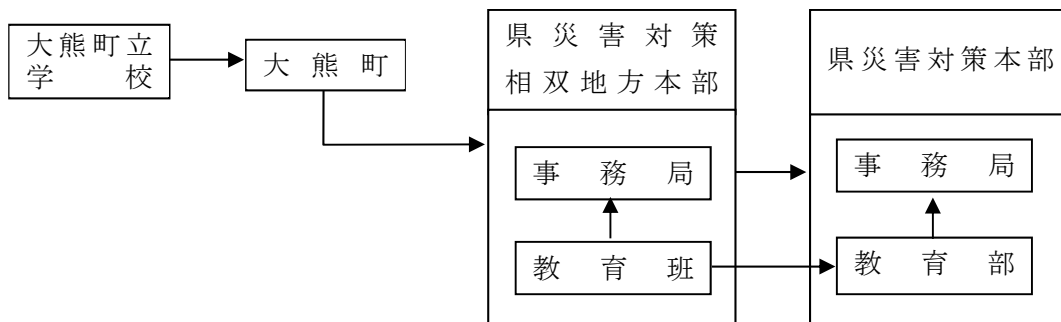 大熊町立
学校
大熊町
県災害対策
相双地方本部
事務局
教育班
県災害対策本部
事務局
教育部